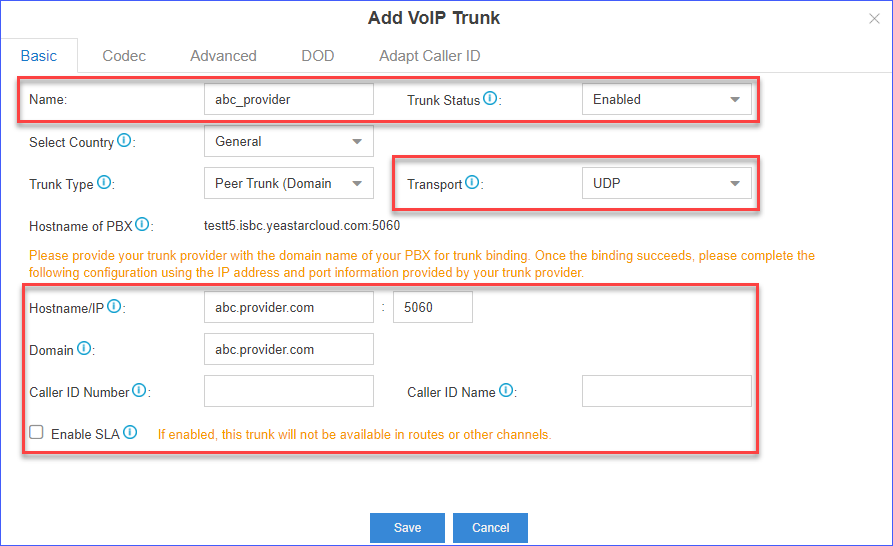 Add VoIP Trunk
Basic Codec Advanced DOD Adapt Caller ID
Name: abc_provider Trunk Status: Enabled
Select Country: General
Trunk Type: Peer Trunk (Domain Transport: UDP
Hostname of PBX: testt5.isbc.yeastarcloud.com:5060
Please provide your trunk provider with the domain name of your PBX for trunk binding. Once the binding succeeds, please complete the
following configuration using the IP address and port information provided by your trunk provider.
Hostname/IP: abc.provider.com : 5060
Domain: abc.provider.com
Caller ID Number: Caller ID Name:
Enable SLA If enabled, this trunk will not be available in routes or other channels.
Save Cancel